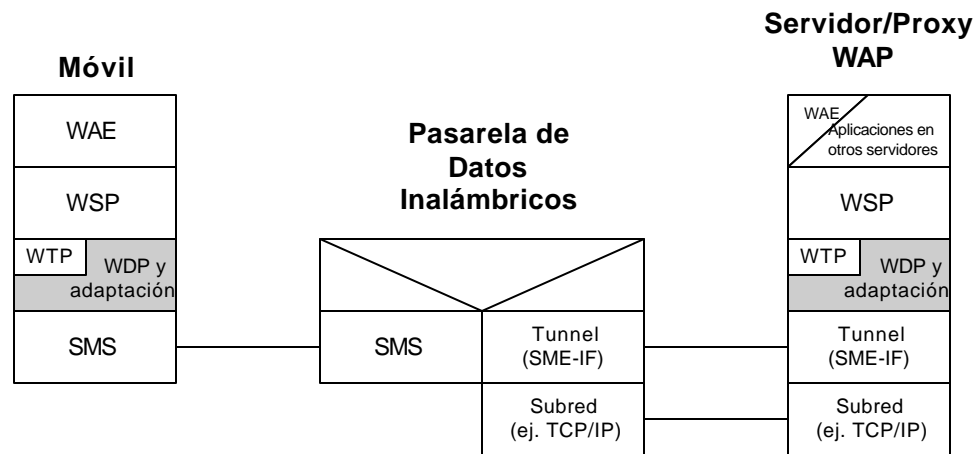 Móvil
WAE
WSP
WTP
WDP y
adaptación
SMS
Pasarela de
Datos
Inalámbricos
SMS
Tunnel
(SME-IF)
Subred
(ej. TCP/IP)
Servidor/Proxy
WAP
WAE
Aplicaciones en
otros servidores
WSP
WTP
WDP y
adaptación
Tunnel
(SME-IF)
Subred
(ej. TCP/IP)